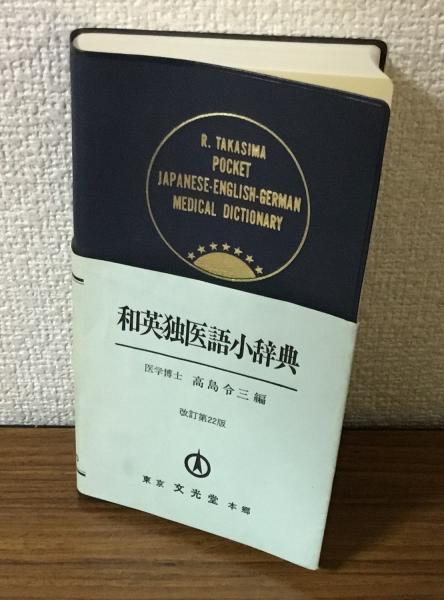 R. TAKASIMA
POCKET
JAPANESE-ENGLISH-GERMAN
MEDICAL DICTIONARY
和英独医語小辞典
医学博士 高島令三編
改訂第22版
東京 文光堂 本郷